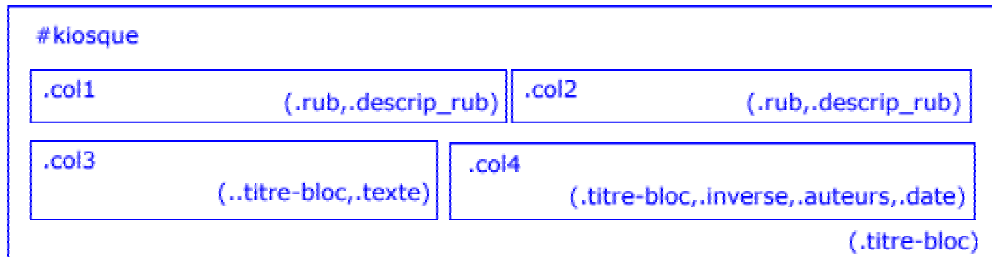 #kiosque
.col1
(.rub,.descrip_rub)
.col2
(.rub,.descrip_rub)
.col3
(..titre-bloc,.texte)
.col4
(.titre-bloc,.inverse,.auteurs,.date)
(.titre-bloc)